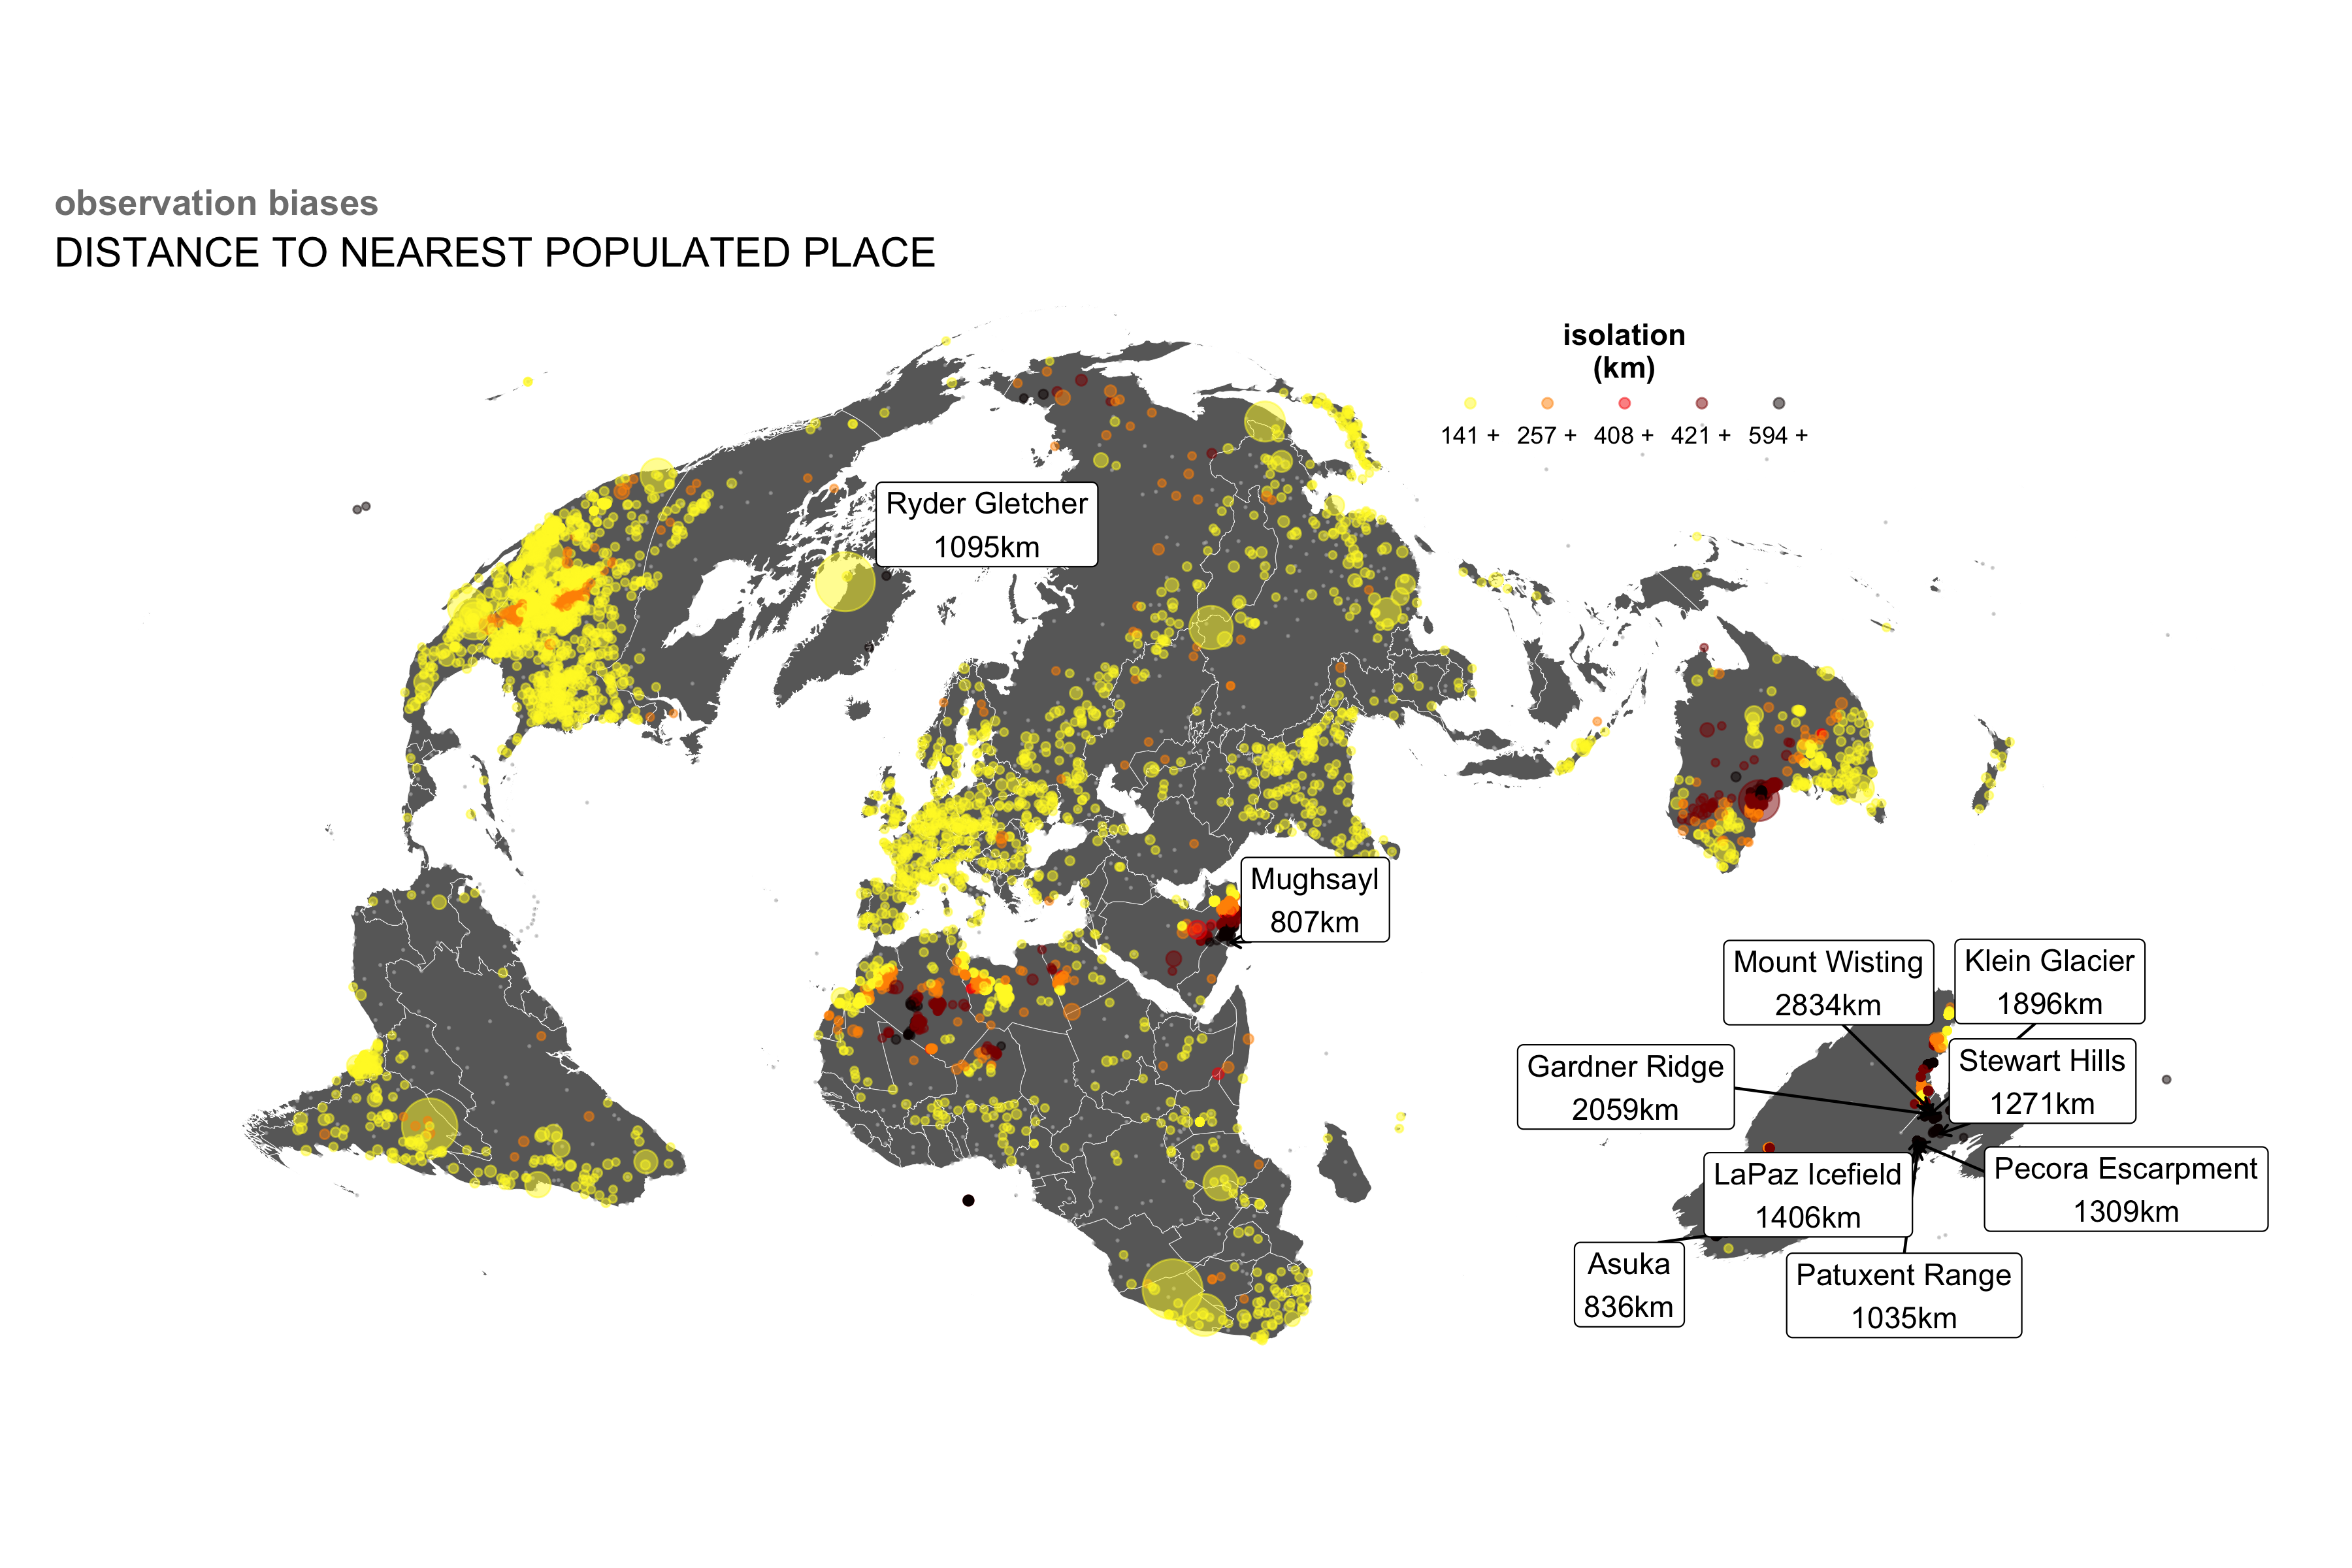 observation biases
DISTANCE TO NEAREST POPULATED PLACE
isolation
(km)
141 + 257 + 408 + 421 + 594 +
Ryder Gletcher
1095km
Mughsayl
807km
Mount Wisting
2834km
Klein Glacier
1896km
Gardner Ridge
2059km
Stewart Hills
1271km
LaPaz Icefield
1406km
Pecora Escarpment
1309km
Asuka
836km
Patuxent Range
1035km